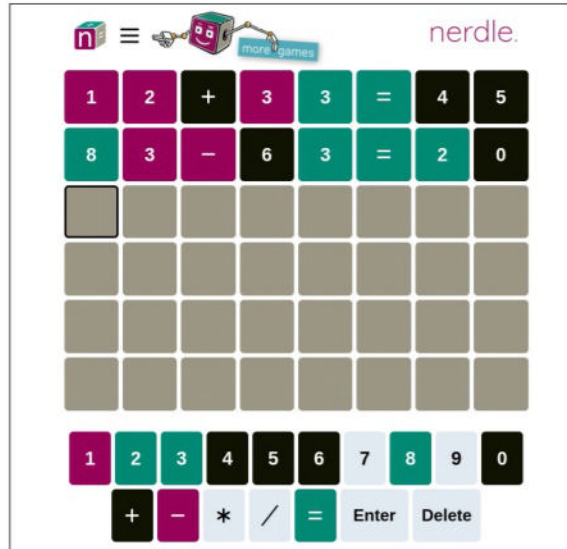 n nerdle.
more games
1 2 + 3 3 = 4 5
8 3 - 6 3 = 2 0
1 2 3 4 5 6 7 8 9 0
+ - * / = Enter Delete